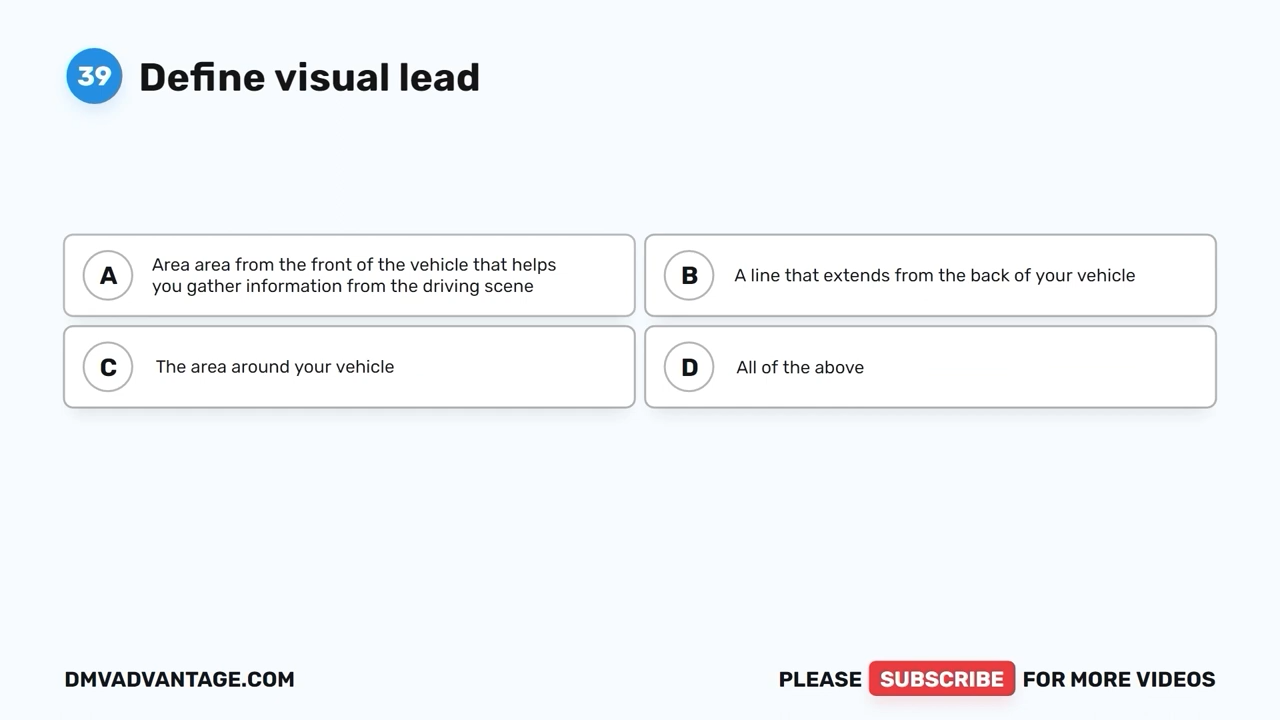 39 Define visual lead
A Area area from the front of the vehicle that helps
you gather information from the driving scene
B A line that extends from the back of your vehicle
C The area around your vehicle
D All of the above
DMVADVANTAGE.COM
PLEASE SUBSCRIBE FOR MORE VIDEOS